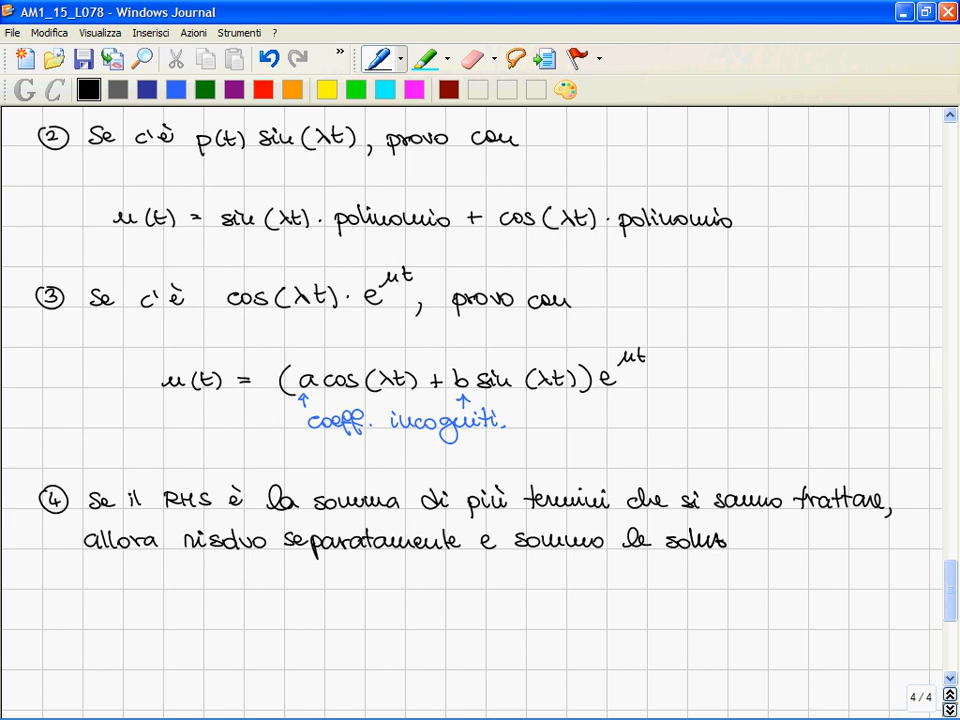 AM1_15_L078 - Windows Journal
File Modifica Visualizza Inserisci Azioni Strumenti ?
»
G C
② Se c'è p(t) sin(λt), provo con
u(t) = sin(λt)·polinomio + cos(λt)·polinomio
③ Se c'è cos(λt)·e^μt, provo con
u(t) = (a cos(λt) + b sin(λt)) e^μt
↑ ↑
coeff. incogniti.
④ Se il RHS è la somma di più termini che si sanno trattare,
allora risolvo separatamente e sommo le solut
4 / 4